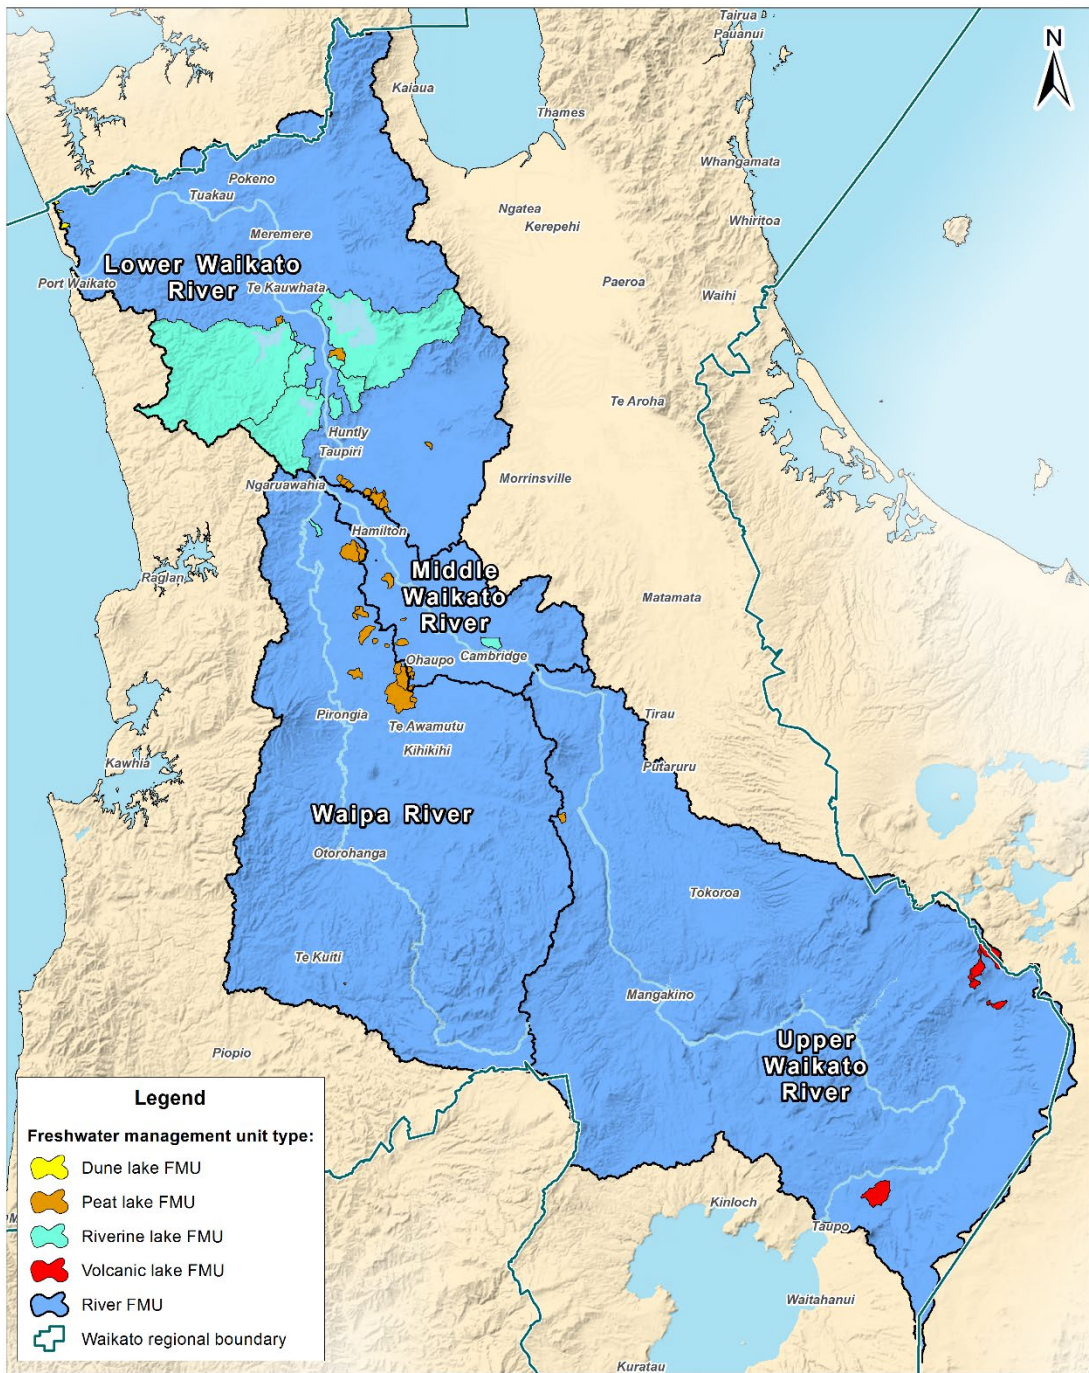 Tairua
Pauanui
N
Kaiaua
Thames
Whangamata
Pokeno
Tuakau
Ngatea
Kerepehi
Whiritoa
Meremere
Lower Waikato
River
Port Waikato
Te Kauwhata
Paeroa
Waihi
Te Aroha
Huntly
Taupiri
Ngaruawahia
Morrinsville
Hamilton
Raglan
Middle
Waikato
River
Matamata
Ohaupo
Cambridge
Pirongia
Te Awamutu
Tirau
Kihikihi
Kawhia
Putaruru
Waipa River
Otorohanga
Tokoroa
Te Kuiti
Mangakino
Piopio
Upper
Waikato
River
Kinloch
Taupo
Waitahanui
Kuratau
Legend
Freshwater management unit type:
Dune lake FMU
Peat lake FMU
Riverine lake FMU
Volcanic lake FMU
River FMU
Waikato regional boundary